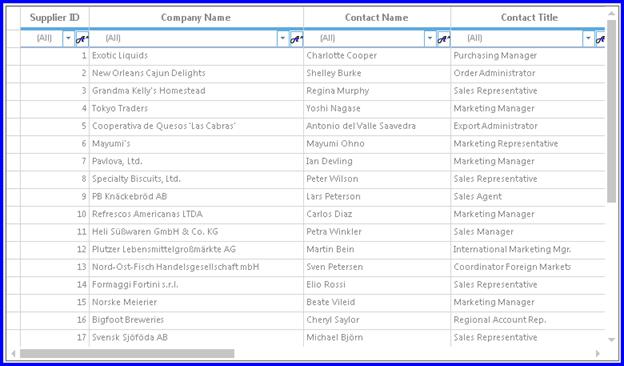 Supplier ID Company Name Contact Name Contact Title
(All) (All) (All) (All)
1 Exotic Liquids Charlotte Cooper Purchasing Manager
2 New Orleans Cajun Delights Shelley Burke Order Administrator
3 Grandma Kelly's Homestead Regina Murphy Sales Representative
4 Tokyo Traders Yoshi Nagase Marketing Manager
5 Cooperativa de Quesos 'Las Cabras' Antonio del Valle Saavedra Export Administrator
6 Mayumi's Mayumi Ohno Marketing Representative
7 Pavlova, Ltd. Ian Devling Marketing Manager
8 Specialty Biscuits, Ltd. Peter Wilson Sales Representative
9 PB Knäckebröd AB Lars Peterson Sales Agent
10 Refrescos Americanas LTDA Carlos Diaz Marketing Manager
11 Heli Süßwaren GmbH & Co. KG Petra Winkler Sales Manager
12 Plutzer Lebensmittelgroßmärkte AG Martin Bein International Marketing Mgr.
13 Nord-Ost-Fisch Handelsgesellschaft mbH Sven Petersen Coordinator Foreign Markets
14 Formaggi Fortini s.r.l. Elio Rossi Sales Representative
15 Norske Meierier Beate Vileid Marketing Manager
16 Bigfoot Breweries Cheryl Saylor Regional Account Rep.
17 Svensk Sjöföda AB Michael Björn Sales Representative